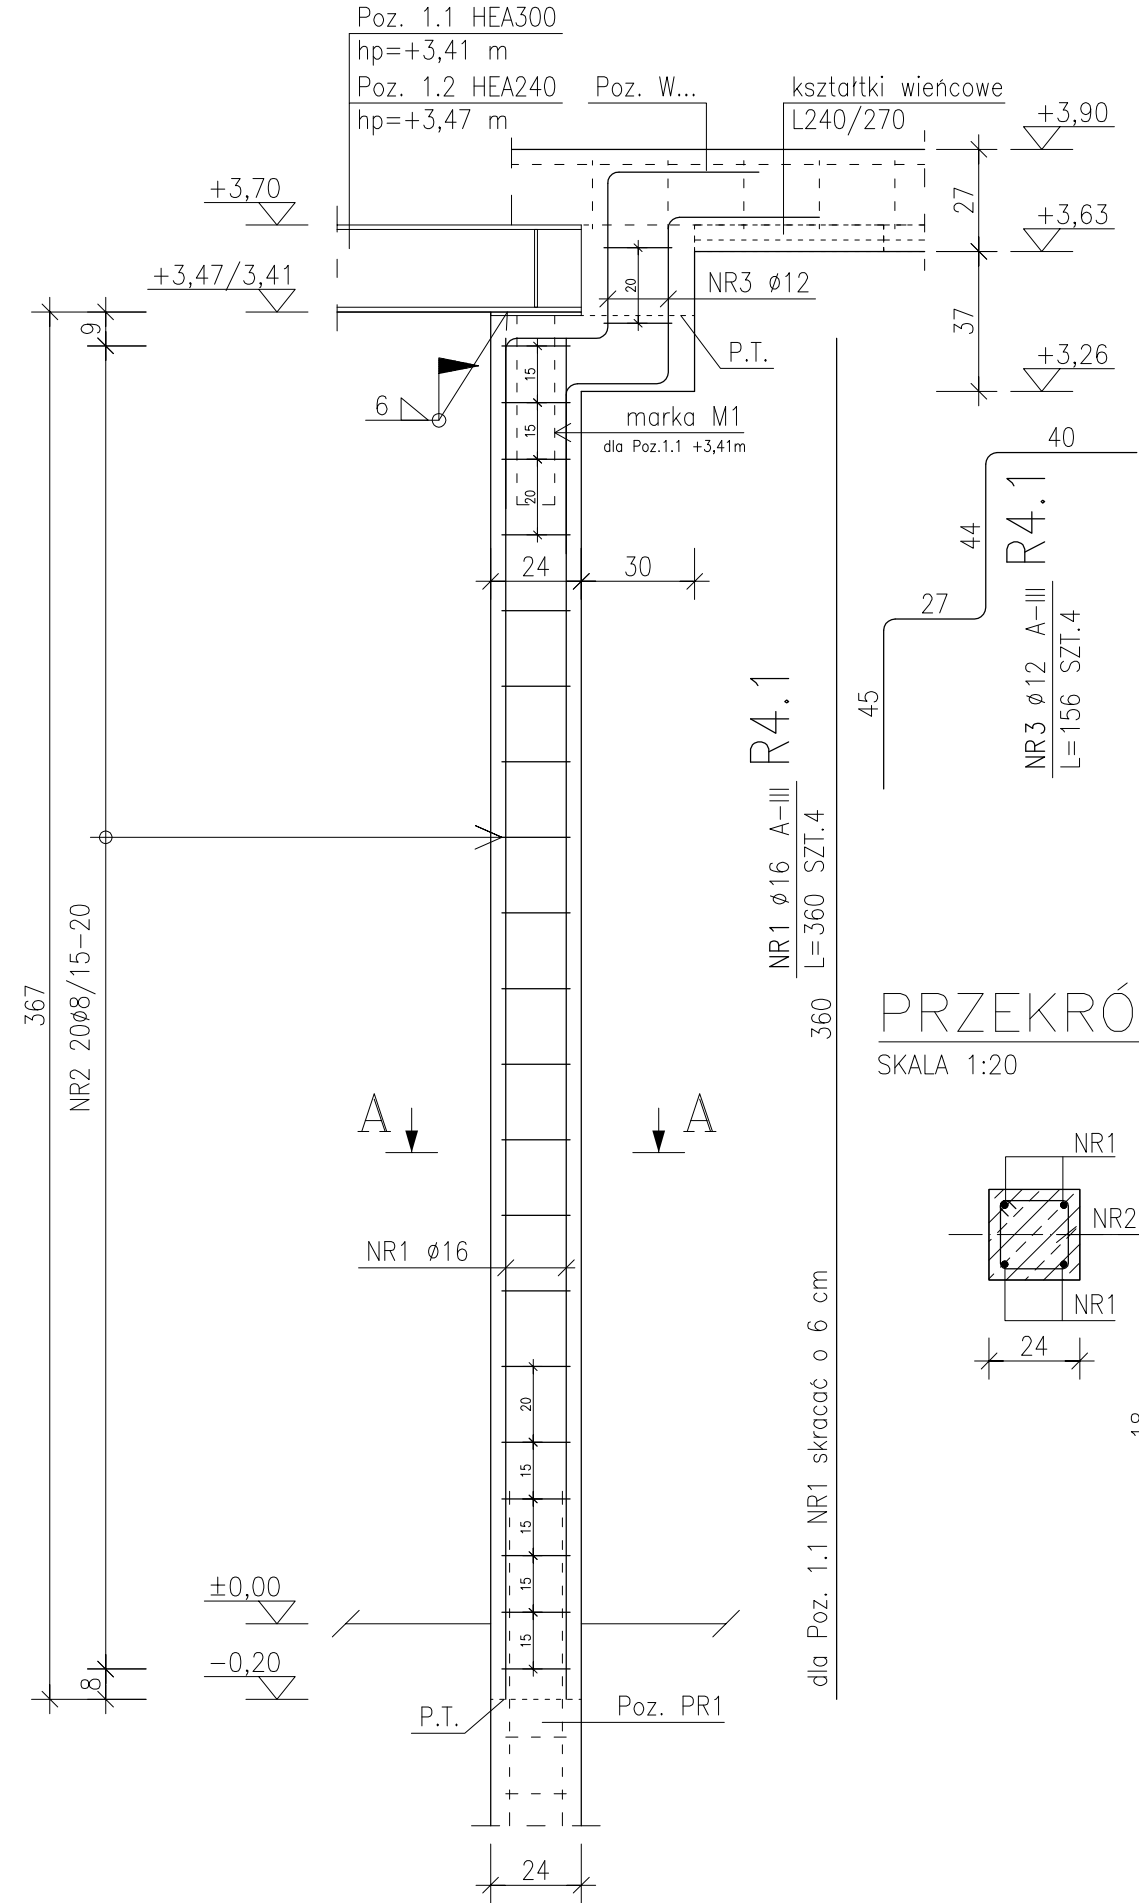 Poz. 1.1 HEA300
hp=+3,41 m
Poz. 1.2 HEA240
hp=+3,47 m
Poz. W...
kształtki wieńcowe
L240/270
+3,90
+3,70
27
+3,63
+3,47/3,41
20
NR3 ø12
9
37
P.T.
+3,26
15
6
marka M1
dla Poz.1.1 +3,41m
15
20
40
44
R4.1
24
30
27
NR3 ø12 A-III
L=156 SZT.4
45
R4.1
NR1 ø16 A-III
L=360 SZT.4
NR2 20ø8/15-20
367
360
PRZEKRÓ
SKALA 1:20
A
A
NR1
NR2
NR1 ø16
NR1
24
dla Poz. 1.1 NR1 skracać o 6 cm
20
15
15
15
15
±0,00
-0,20
8
P.T.
Poz. PR1
24